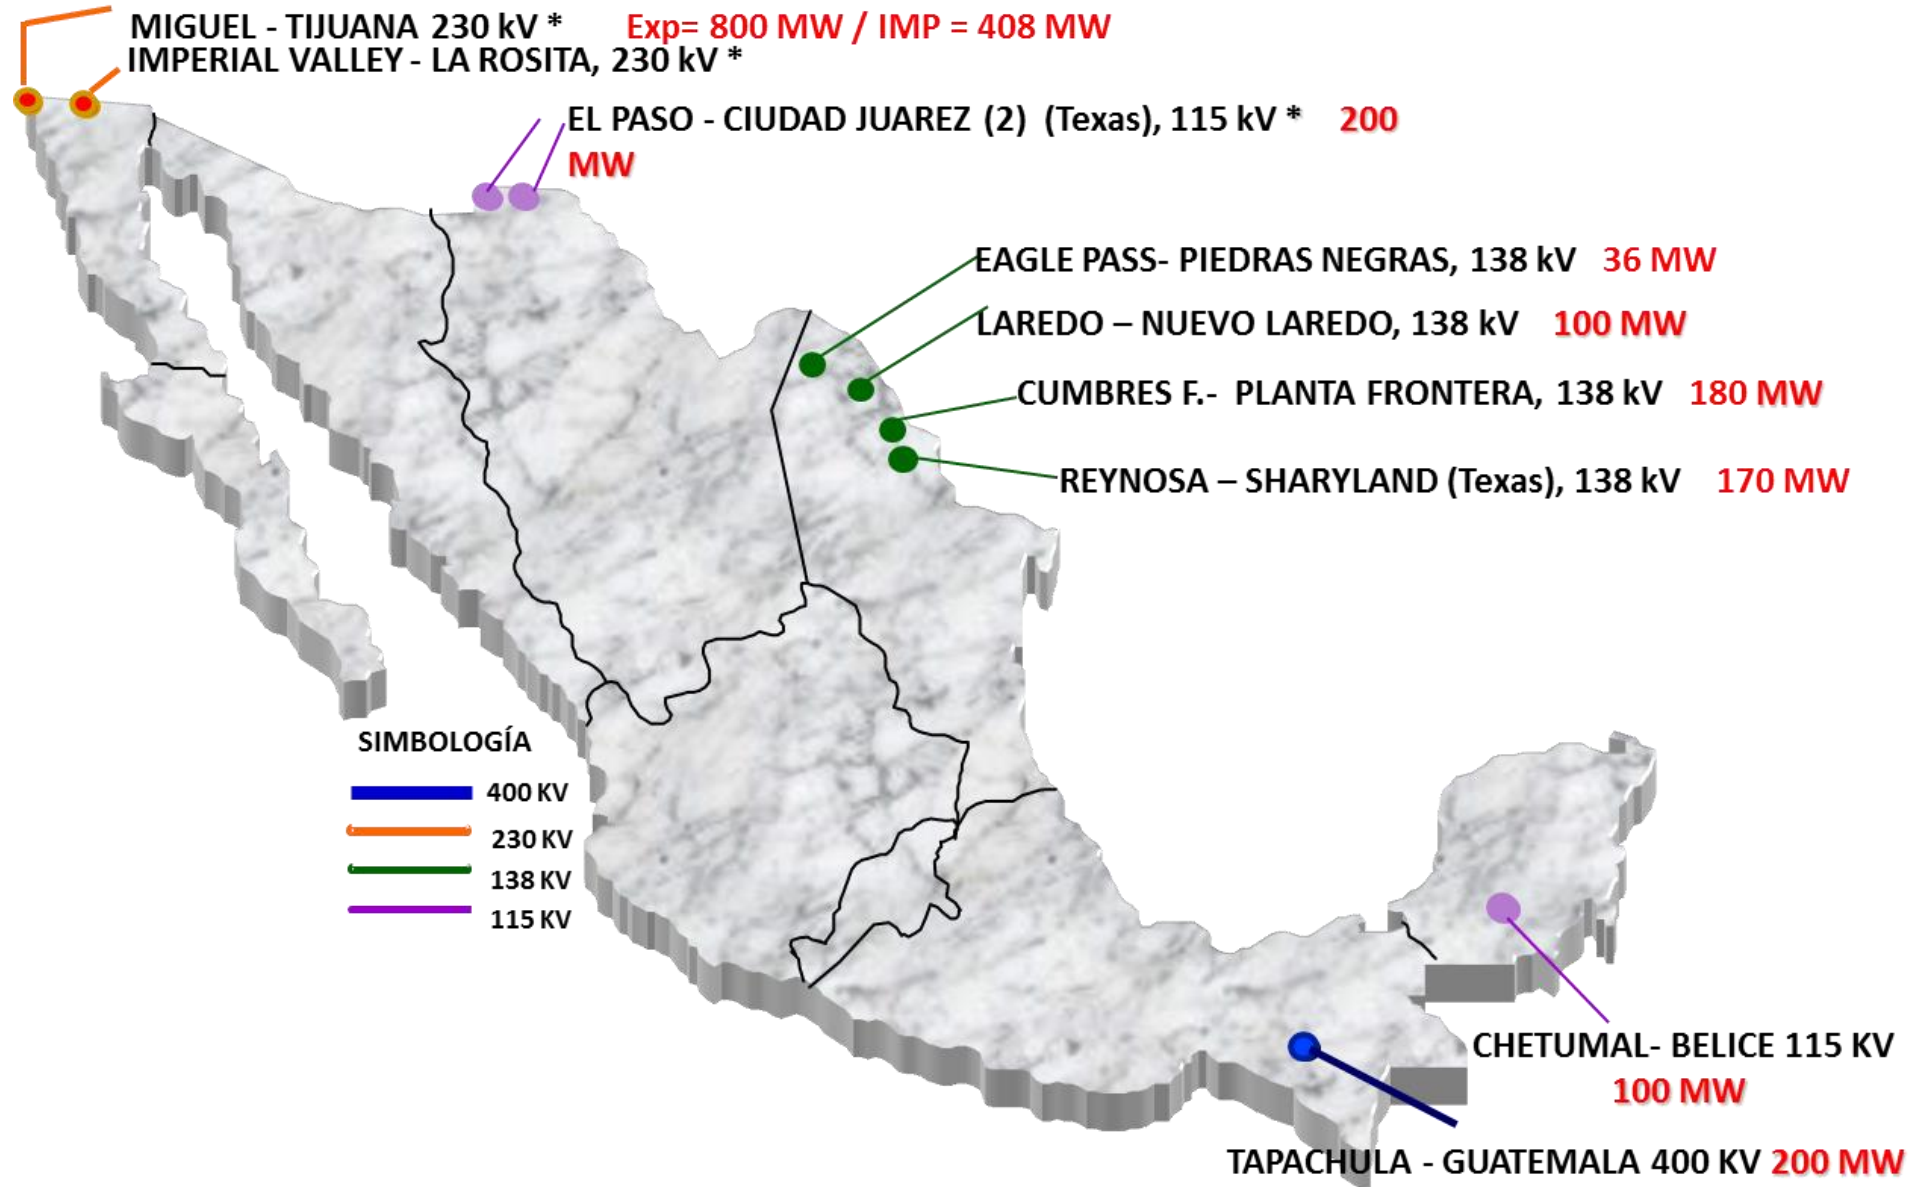 MIGUEL - TIJUANA 230 kV * Exp= 800 MW / IMP = 408 MW
IMPERIAL VALLEY - LA ROSITA, 230 kV *
EL PASO - CIUDAD JUAREZ (2) (Texas), 115 kV * 200
MW
EAGLE PASS- PIEDRAS NEGRAS, 138 kV 36 MW
LAREDO – NUEVO LAREDO, 138 kV 100 MW
CUMBRES F.- PLANTA FRONTERA, 138 kV 180 MW
REYNOSA – SHARYLAND (Texas), 138 kV 170 MW
SIMBOLOGÍA
400 KV
230 KV
138 KV
115 KV
CHETUMAL- BELICE 115 KV
100 MW
TAPACHULA - GUATEMALA 400 KV 200 MW